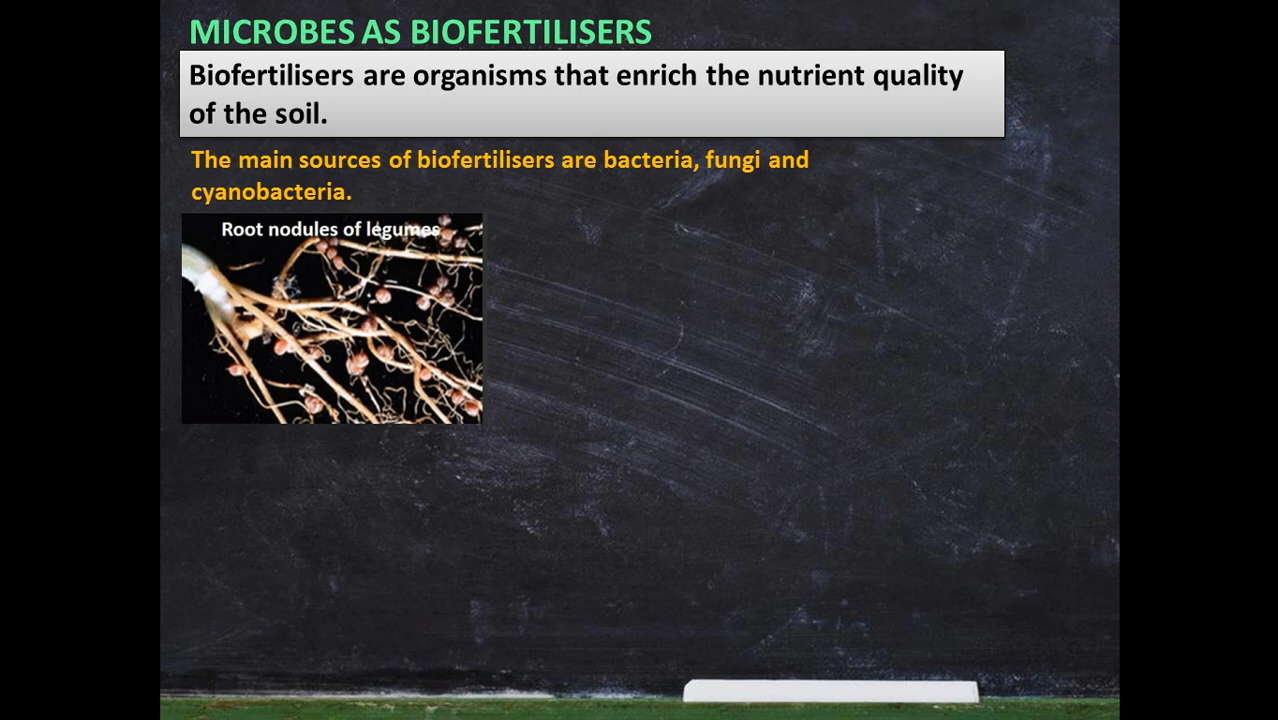 MICROBES AS BIOFERTILISERS
Biofertilisers are organisms that enrich the nutrient quality
of the soil.
The main sources of biofertilisers are bacteria, fungi and
cyanobacteria.
Root nodules of legumes